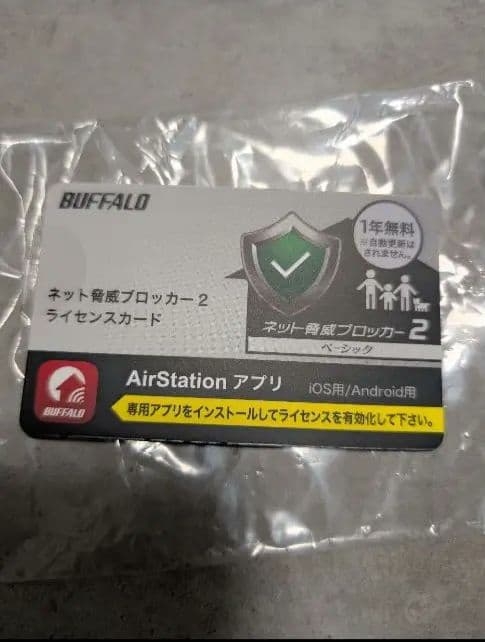 BUFFALO
1年無料
※自動更新は
されません。
ネット脅威ブロッカー 2
ライセンスカード
ネット脅威ブロッカー 2
ベーシック
AirStation アプリ iOS用/Android用
BUFFALO
専用アプリをインストールしてライセンスを有効化して下さい。